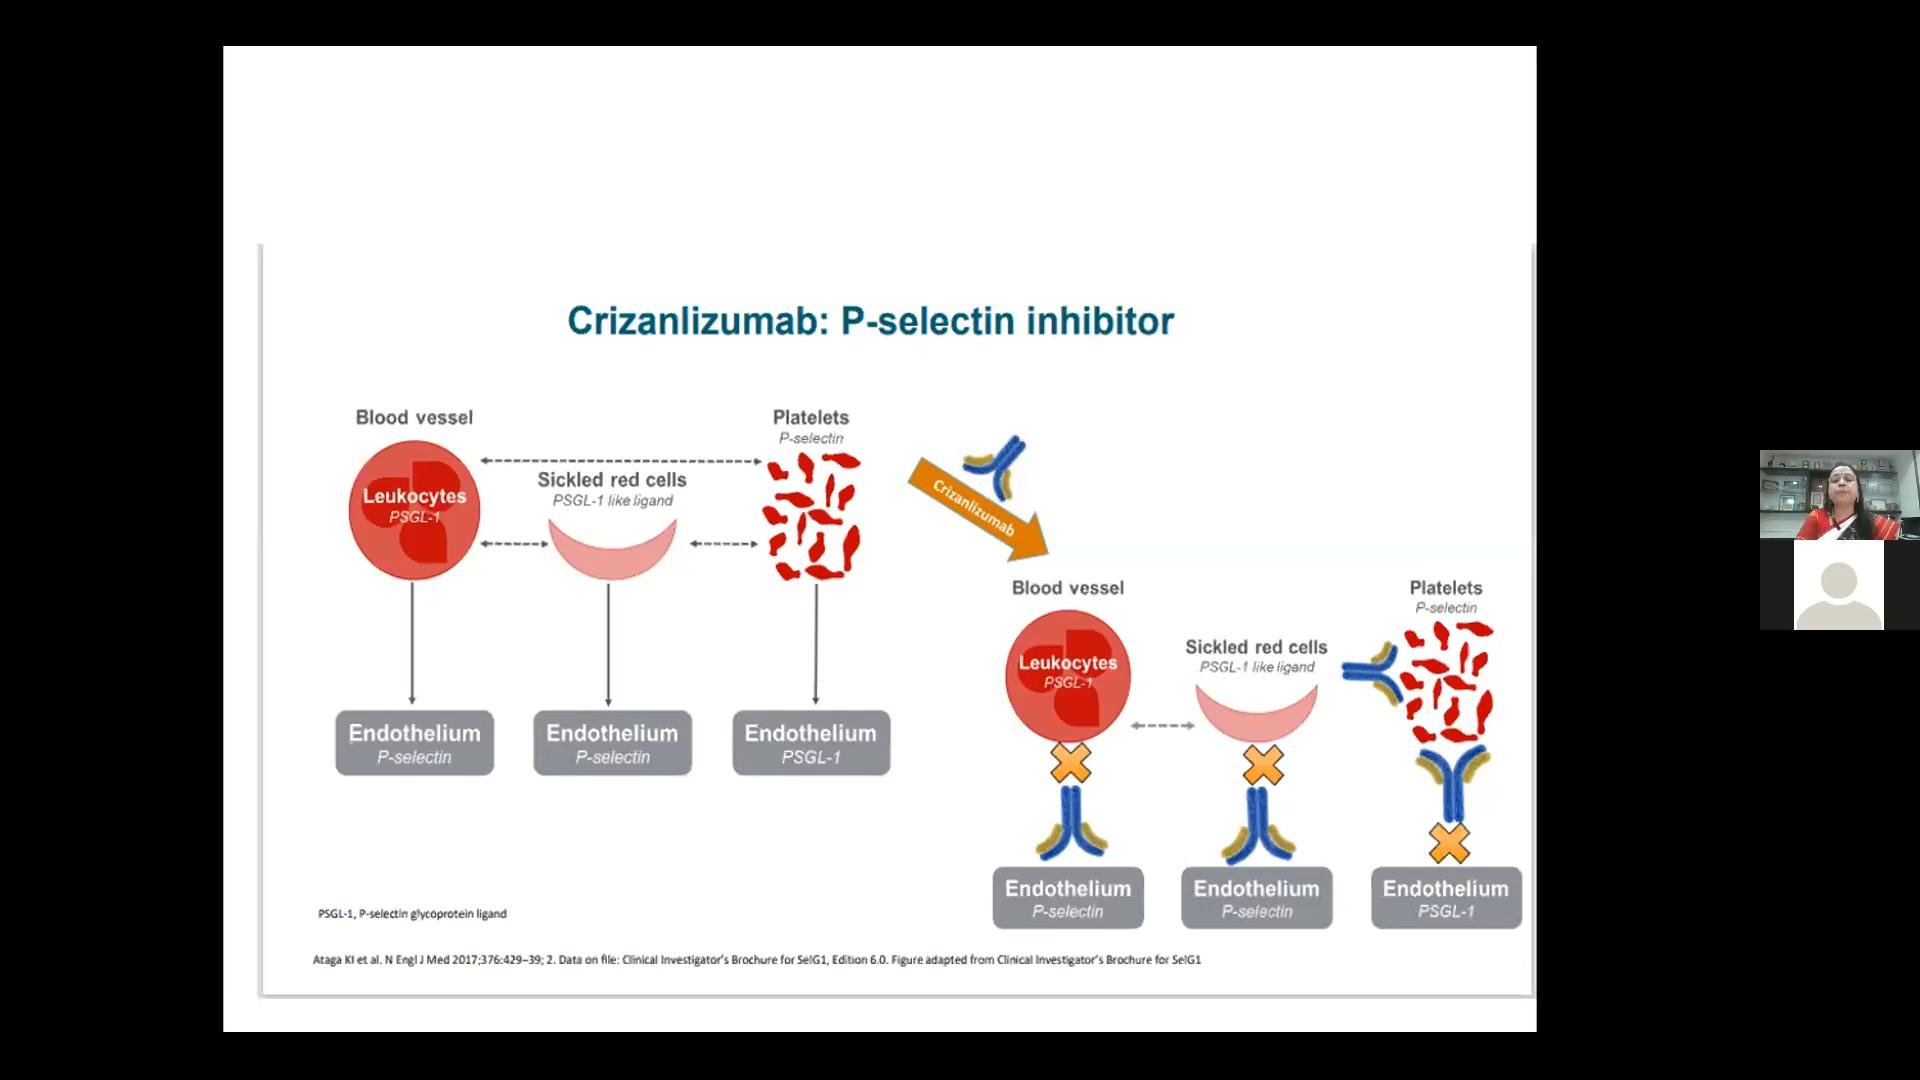 Crizanlizumab: P-selectin inhibitor
Blood vessel
Leukocytes
PSGL-1
Sickled red cells
PSGL-1 like ligand
Platelets
P-selectin
Endothelium
P-selectin
Endothelium
P-selectin
Endothelium
PSGL-1
Crizanlizumab
Blood vessel
Leukocytes
PSGL-1
Sickled red cells
PSGL-1 like ligand
Platelets
P-selectin
Endothelium
P-selectin
Endothelium
P-selectin
Endothelium
PSGL-1
PSGL-1, P-selectin glycoprotein ligand
Ataga KI et al. N Engl J Med 2017;376:429–39; 2. Data on file: Clinical Investigator's Brochure for SelG1, Edition 6.0. Figure adapted from Clinical Investigator's Brochure for SelG1